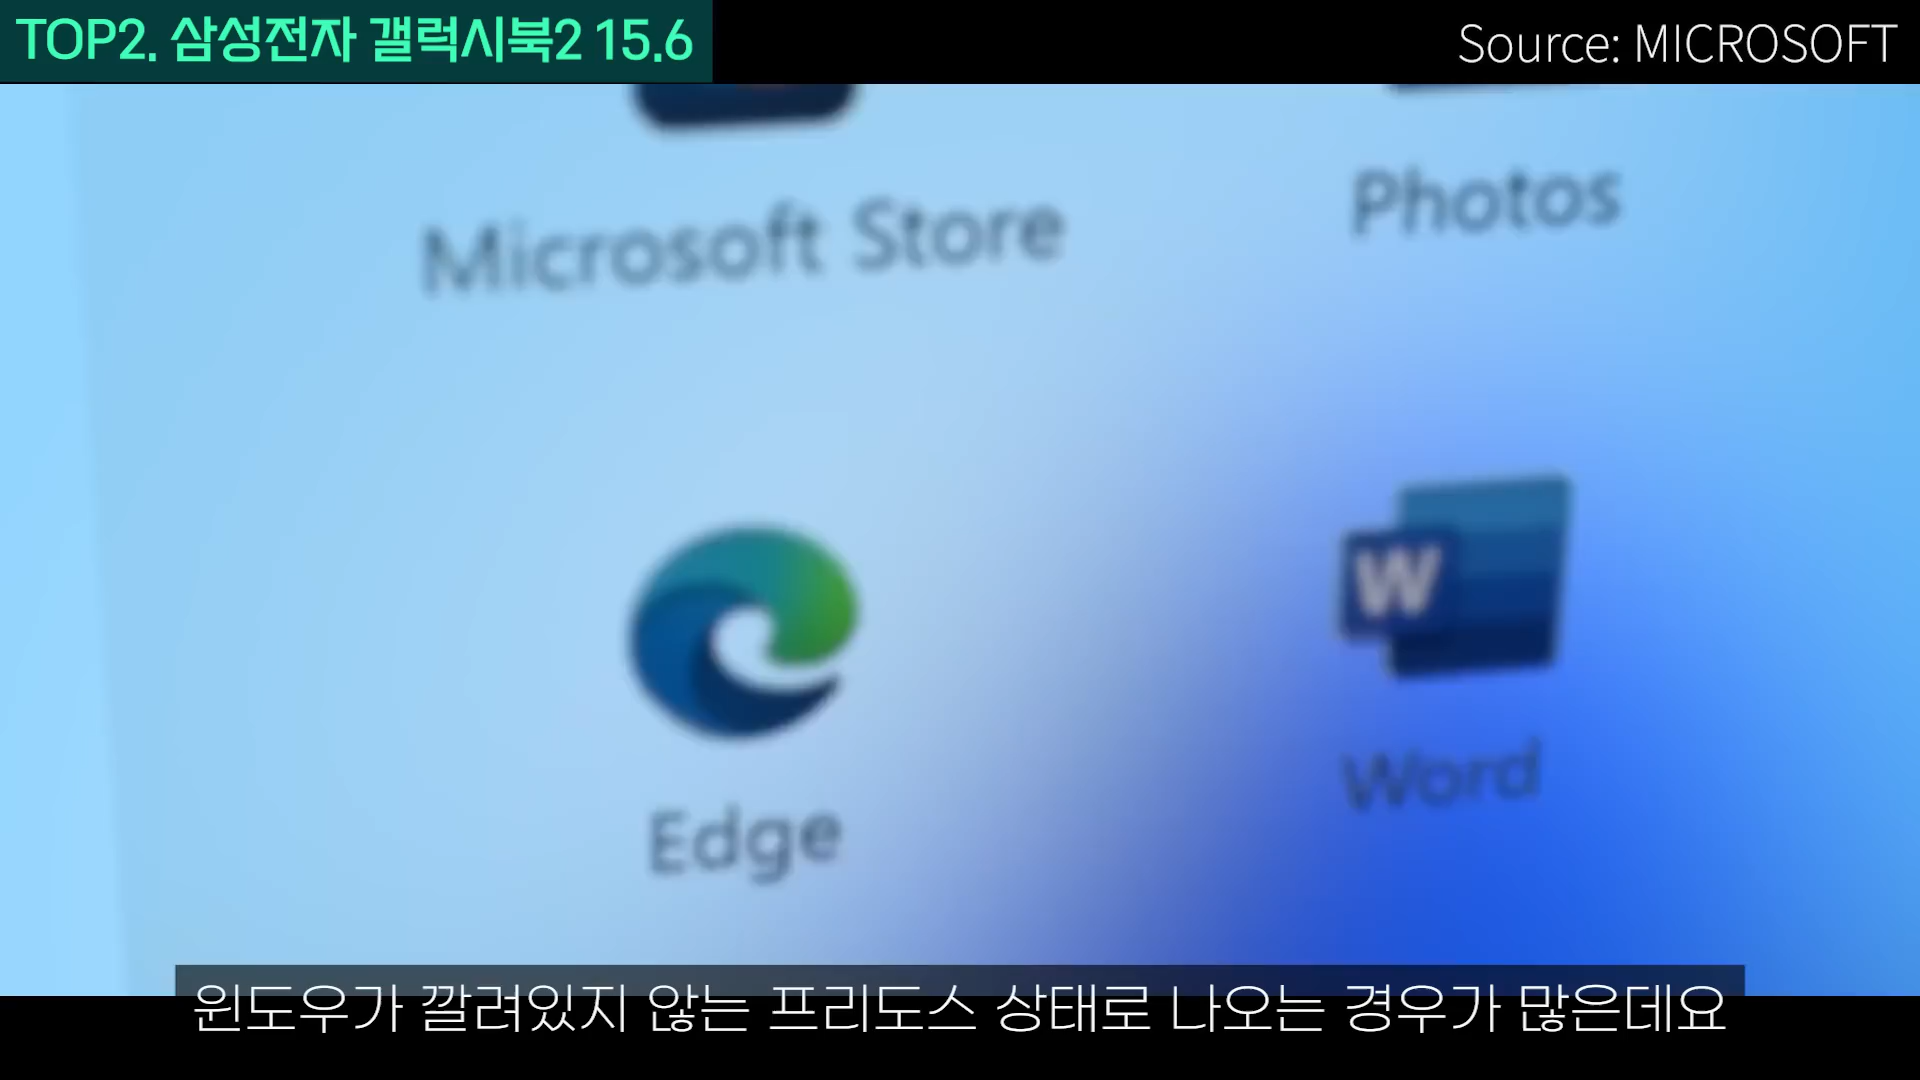 TOP2. 삼성전자 갤럭시북2 15.6
Source: MICROSOFT
Microsoft Store
Photos
W
Edge
Word
윈도우가 깔려있지 않는 프리도스 상태로 나오는 경우가 많은데요